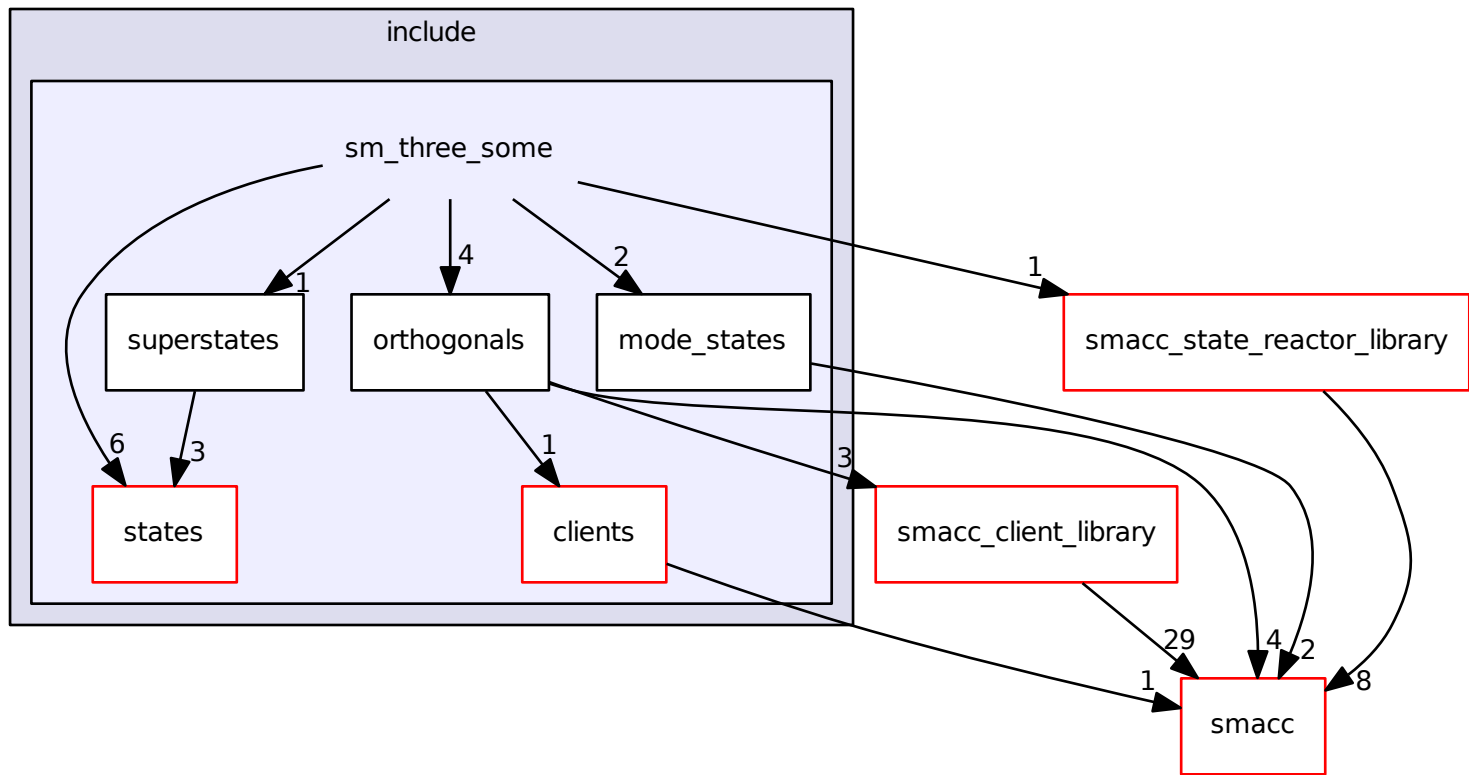 include
sm_three_some
1
4
2
1
superstates
orthogonals
mode_states
smacc_state_reactor_library
6
3
1
3
states
clients
smacc_client_library
29
4
2
1
8
smacc